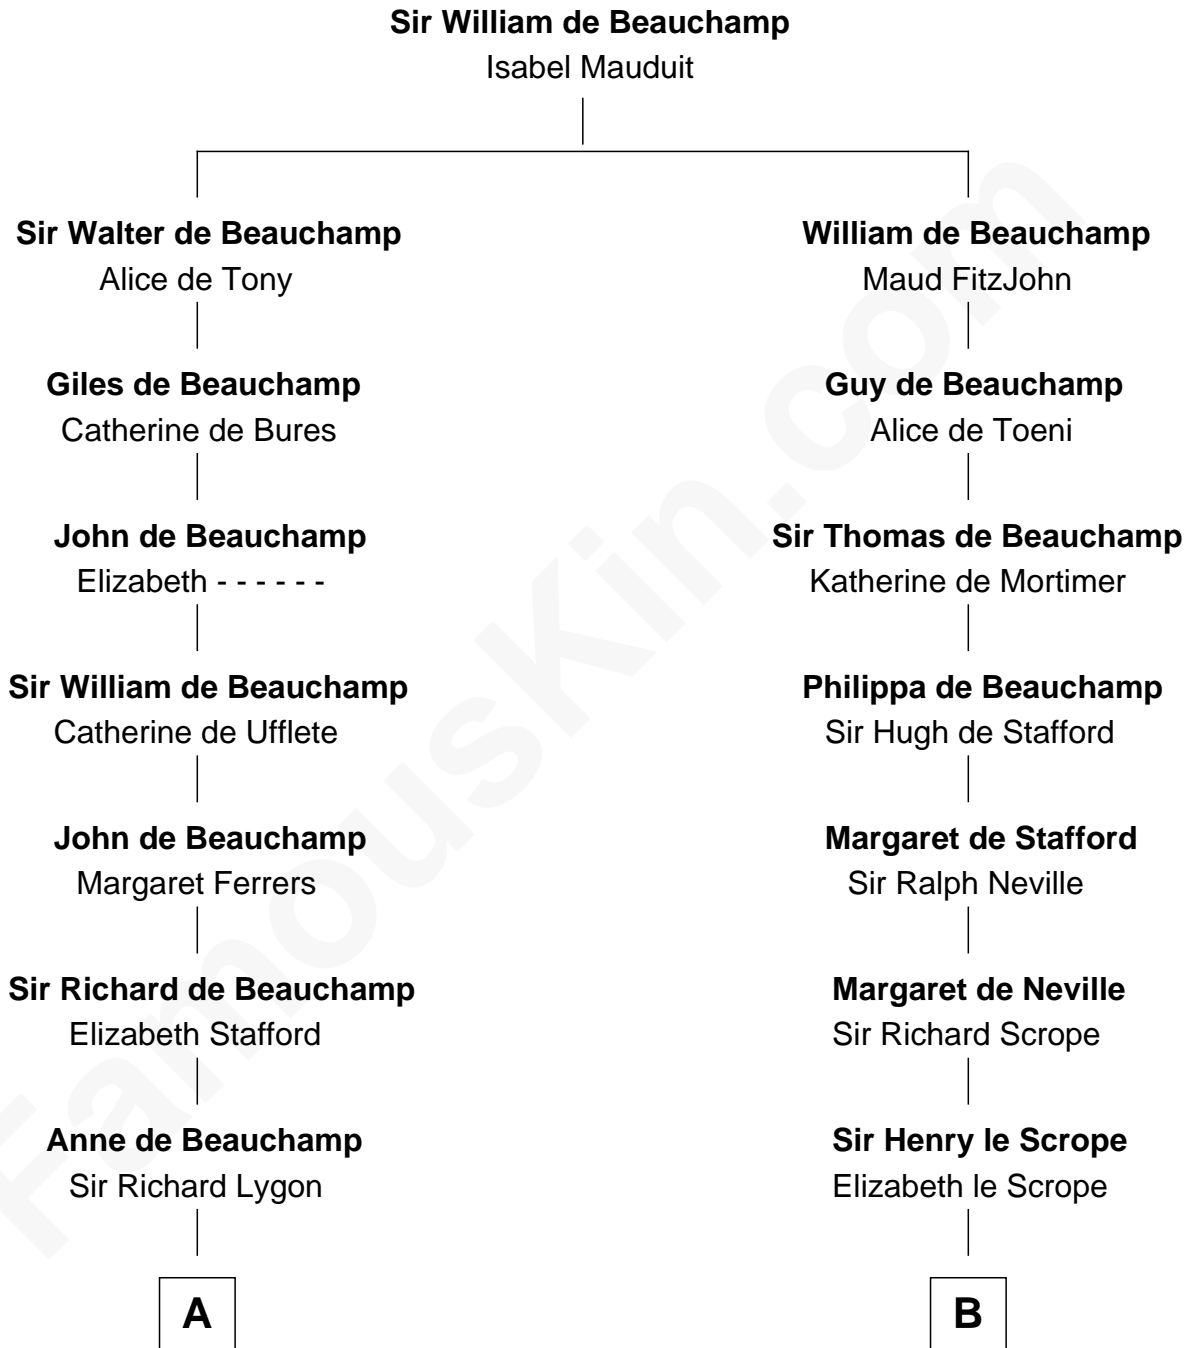 Sir William de Beauchamp
Isabel Mauduit
Sir Walter de Beauchamp
Alice de Tony
William de Beauchamp
Maud FitzJohn
Giles de Beauchamp
Catherine de Bures
Guy de Beauchamp
Alice de Toeni
John de Beauchamp
Elizabeth - - - - - -
Sir Thomas de Beauchamp
Katherine de Mortimer
Sir William de Beauchamp
Catherine de Ufflete
Philippa de Beauchamp
Sir Hugh de Stafford
John de Beauchamp
Margaret Ferrers
Margaret de Stafford
Sir Ralph Neville
Sir Richard de Beauchamp
Elizabeth Stafford
Margaret de Neville
Sir Richard Scrope
Anne de Beauchamp
Sir Richard Lygon
Sir Henry le Scrope
Elizabeth le Scrope
A
B
FamousKin.com